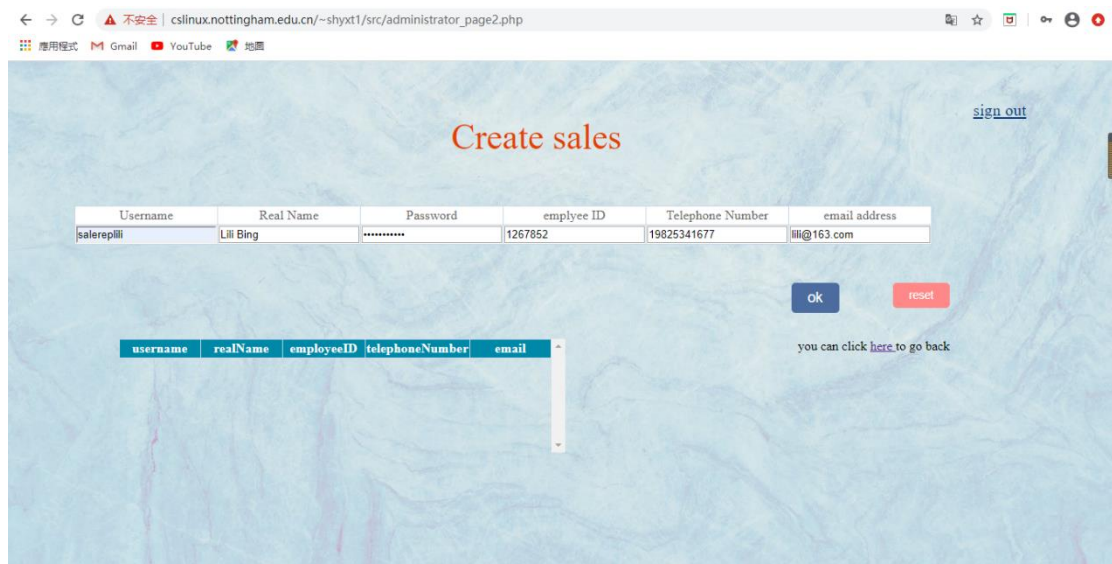 不安全 | cslinux.nottingham.edu.cn/~shyxt1/src/administrator_page2.php
應用程式 Gmail YouTube 地圖
sign out
Create sales
Username Real Name Password emplyee ID Telephone Number email address
salereplili Lili Bing ••••••••••• 1267852 19825341677 lili@163.com
ok reset
username realName employeeID telephoneNumber email
you can click here to go back